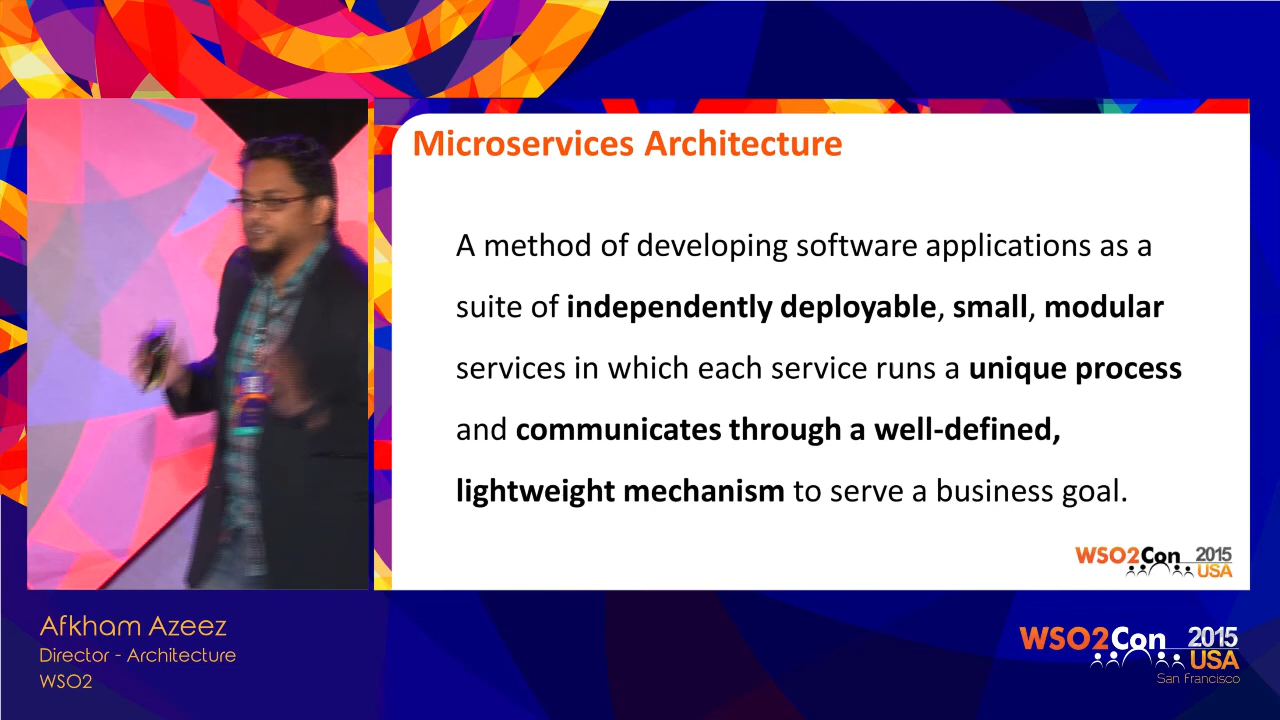 Microservices Architecture
A method of developing software applications as a
suite of independently deployable, small, modular
services in which each service runs a unique process
and communicates through a well-defined,
lightweight mechanism to serve a business goal.
WSO2Con 2015
USA
Afkham Azeez
Director - Architecture
WSO2
WSO2Con 2015
USA
San Francisco